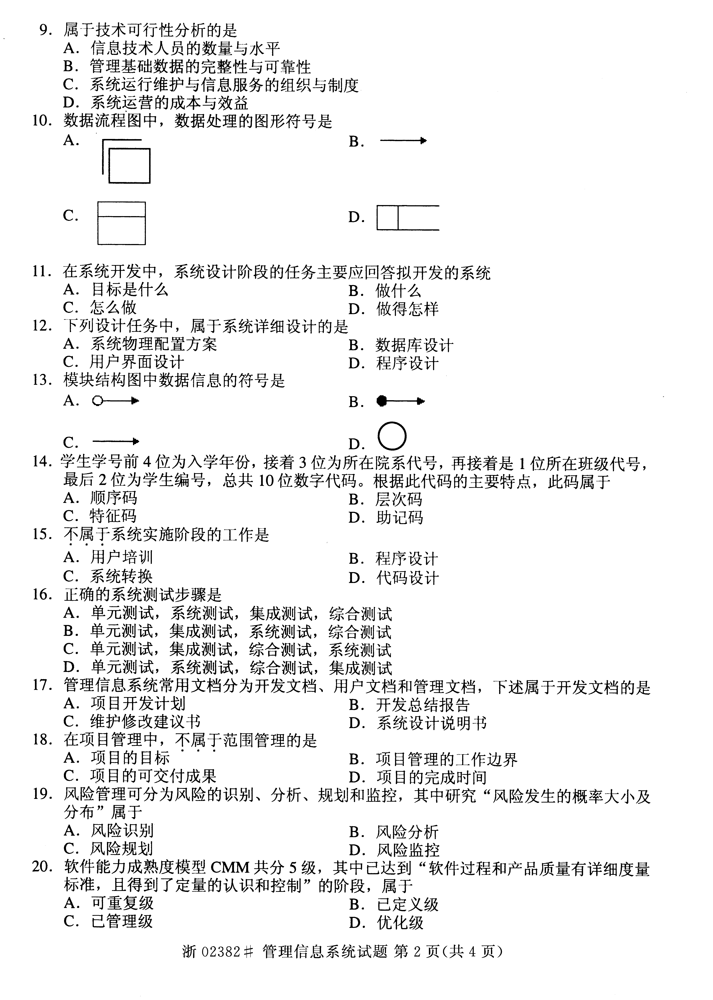 9. 属于技术可行性分析的是
A. 信息技术人员的数量与水平
B. 管理基础数据的完整性与可靠性
C. 系统运行维护与信息服务的组织与制度
D. 系统运营的成本与效益
10. 数据流程图中，数据处理的图形符号是
A. B.
C. D.
11. 在系统开发中，系统设计阶段的任务主要应回答拟开发的系统
A. 目标是什么 B. 做什么
C. 怎么做 D. 做得怎样
12. 下列设计任务中，属于系统详细设计的是
A. 系统物理配置方案 B. 数据库设计
C. 用户界面设计 D. 程序设计
13. 模块结构图中数据信息的符号是
A. B.
C. D.
14. 学生学号前 4 位为入学年份，接着 3 位为所在院系代号，再接着是 1 位所在班级代号，
最后 2 位为学生编号，总共 10 位数字代码。根据此代码的主要特点，此码属于
A. 顺序码 B. 层次码
C. 特征码 D. 助记码
15. 不属于系统实施阶段的工作是
A. 用户培训 B. 程序设计
C. 系统转换 D. 代码设计
16. 正确的系统测试步骤是
A. 单元测试，系统测试，集成测试，综合测试
B. 单元测试，集成测试，系统测试，综合测试
C. 单元测试，集成测试，综合测试，系统测试
D. 单元测试，系统测试，综合测试，集成测试
17. 管理信息系统常用文档分为开发文档、用户文档和管理文档，下述属于开发文档的是
A. 项目开发计划 B. 开发总结报告
C. 维护修改建议书 D. 系统设计说明书
18. 在项目管理中，不属于范围管理的是
A. 项目的目标 B. 项目管理的工作边界
C. 项目的可交付成果 D. 项目的完成时间
19. 风险管理可分为风险的识别、分析、规划和监控，其中研究“风险发生的概率大小及
分布”属于
A. 风险识别 B. 风险分析
C. 风险规划 D. 风险监控
20. 软件能力成熟度模型 CMM 共分 5 级，其中已达到“软件过程和产品质量有详细度量
标准，且得到了定量的认识和控制”的阶段，属于
A. 可重复级 B. 已定义级
C. 已管理级 D. 优化级
浙 02382# 管理信息系统试题 第 2 页(共 4 页)